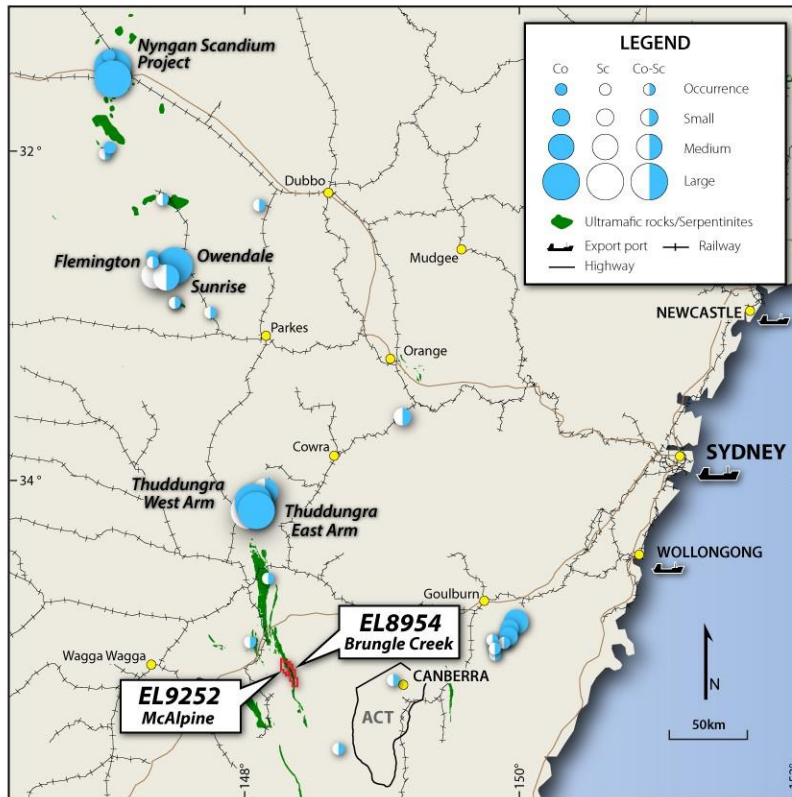 Nyngan Scandium
Project
LEGEND
Co Sc Co-Sc
Occurrence
Small
Medium
Large
Ultramafic rocks/Serpentinites
Export port Railway
Highway
32°
Dubbo
Mudgee
Flemington
Owendale
Sunrise
NEWCASTLE
Parkes
Orange
Cowra
SYDNEY
34°
Thuddungra
West Arm
Thuddungra
East Arm
WOLLONGONG
Goulburn
EL8954
Brungle Creek
Wagga Wagga
EL9252
McAlpine
CANBERRA
ACT
N
50km
148°
150°
152°